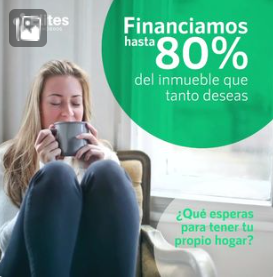 Financiamos
hasta 80%
del inmueble que
tanto deseas
¿Qué esperas
para tener tu
propio hogar?